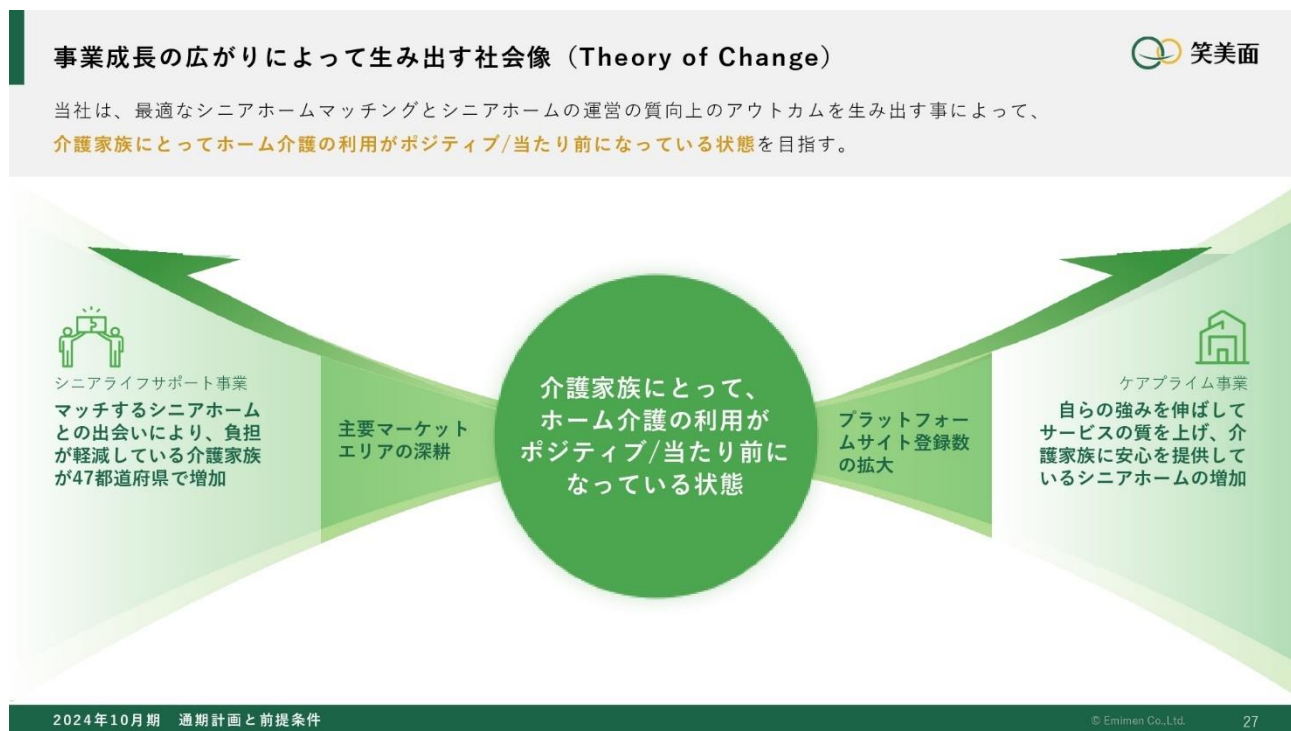 事業成長の広がりによって生み出す社会像（Theory of Change）
笑美面
当社は、最適なシニアホームマッチングとシニアホームの運営の質向上のアウトカムを生み出す事によって、
介護家族にとってホーム介護の利用がポジティブ/当たり前になっている状態を目指す。
シニアライフサポート事業
マッチするシニアホーム
との出会いにより、負担
が軽減している介護家族
が47都道府県で増加
主要マーケット
エリアの深耕
介護家族にとって、
ホーム介護の利用が
ポジティブ/当たり前に
なっている状態
プラットフォー
ムサイト登録数
の拡大
ケアプライム事業
自らの強みを伸ばして
サービスの質を上げ、介
護家族に安心を提供して
いるシニアホームの増加
2024年10月期　通期計画と前提条件
© Emimen Co.,Ltd.
27